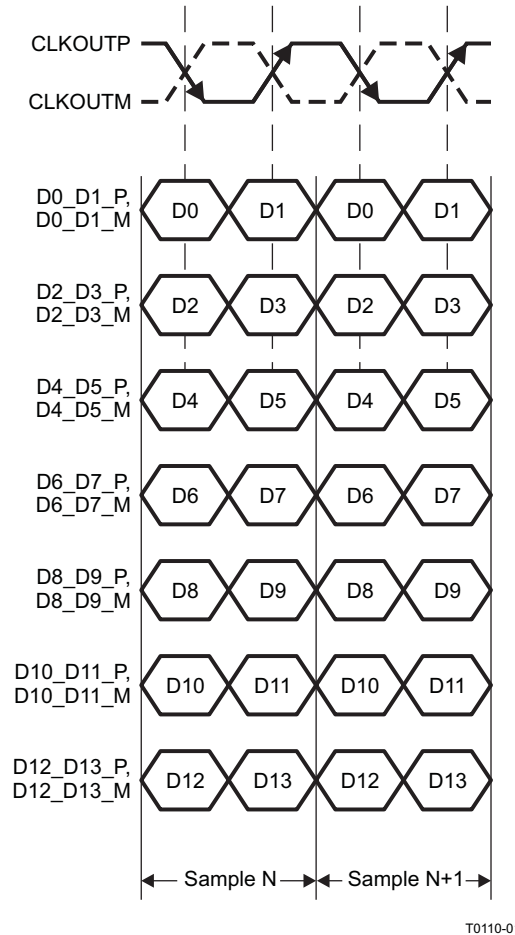 CLKOUTP
CLKOUTM
D0_D1_P,
D0_D1_M
D0 D1 D0 D1
D2_D3_P,
D2_D3_M
D2 D3 D2 D3
D4_D5_P,
D4_D5_M
D4 D5 D4 D5
D6_D7_P,
D6_D7_M
D6 D7 D6 D7
D8_D9_P,
D8_D9_M
D8 D9 D8 D9
D10_D11_P,
D10_D11_M
D10 D11 D10 D11
D12_D13_P,
D12_D13_M
D12 D13 D12 D13
Sample N Sample N+1
T0110-0